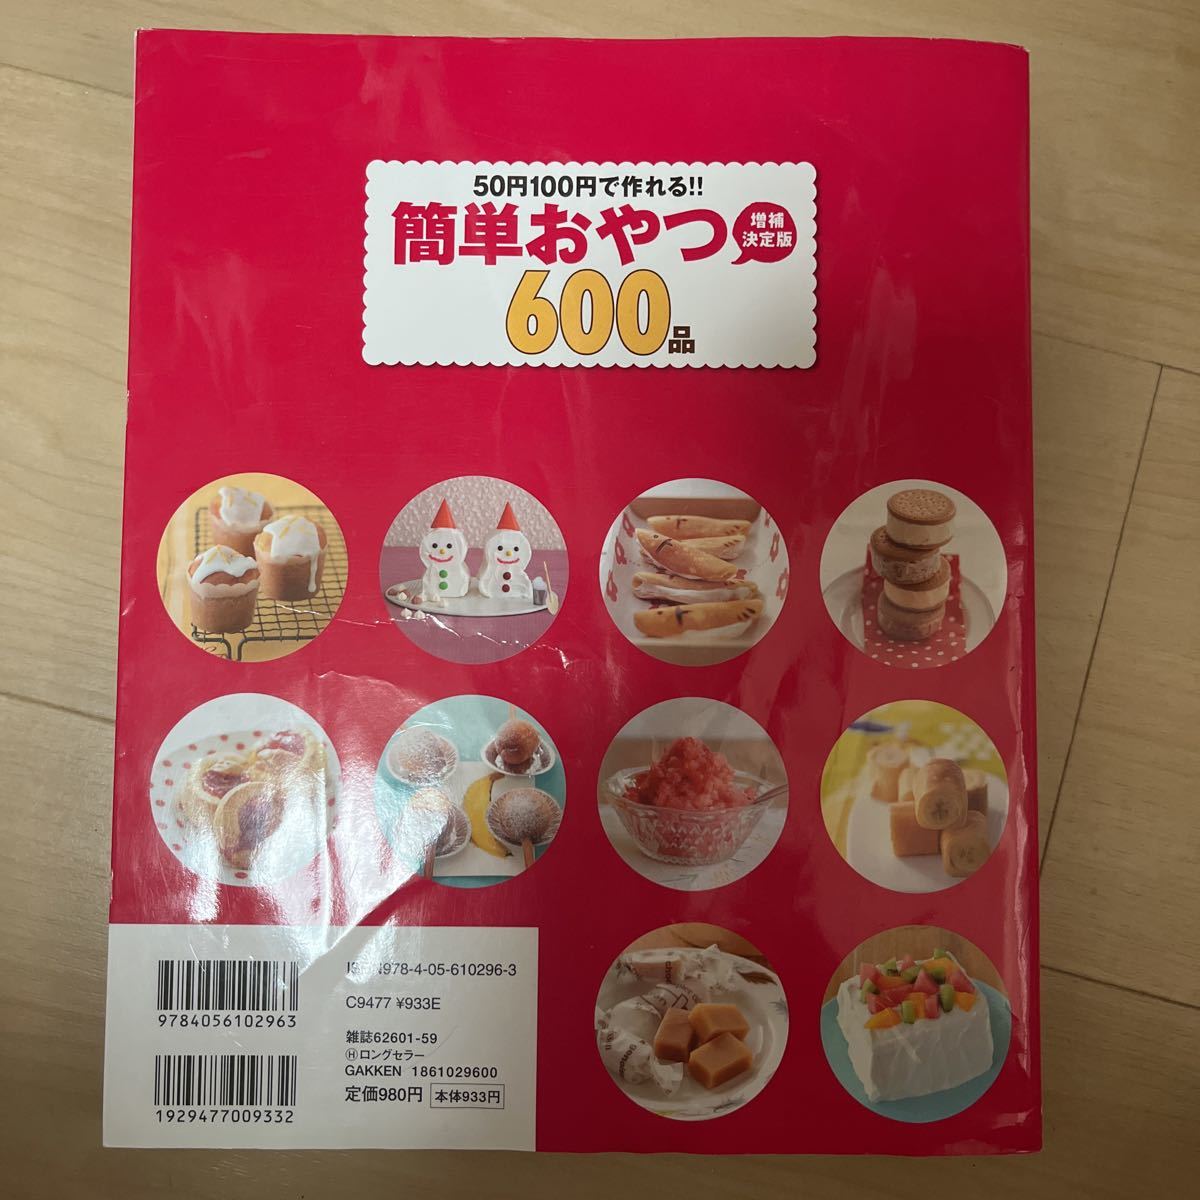 50円100円で作れる!!
簡単おやつ
増補
決定版
600品
ISBN978-4-05-610296-3
C9477 ¥933E
雑誌62601-59
Ⓗロングセラー
GAKKEN 1861029600
定価980円 本体933円
9784056102963
1929477009332